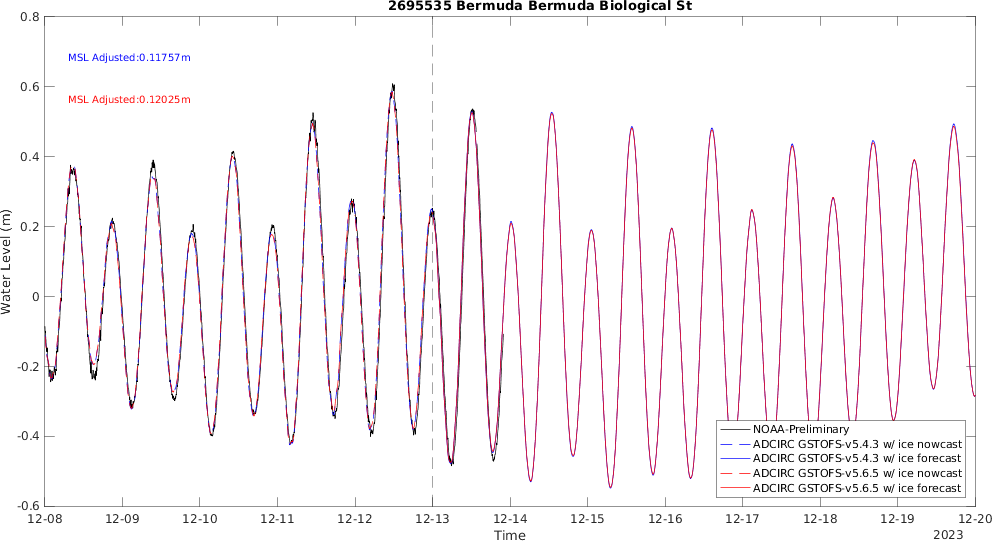 2695535 Bermuda Bermuda Biological St
MSL Adjusted:0.11757m
MSL Adjusted:0.12025m
Water Level (m)
0.8
0.6
0.4
0.2
0
-0.2
-0.4
-0.6
NOAA-Preliminary
ADCIRC GSTOFS-v5.4.3 w/ ice nowcast
ADCIRC GSTOFS-v5.4.3 w/ ice forecast
ADCIRC GSTOFS-v5.6.5 w/ ice nowcast
ADCIRC GSTOFS-v5.6.5 w/ ice forecast
12-08 12-09 12-10 12-11 12-12 12-13 12-14 12-15 12-16 12-17 12-18 12-19 12-20
Time
2023